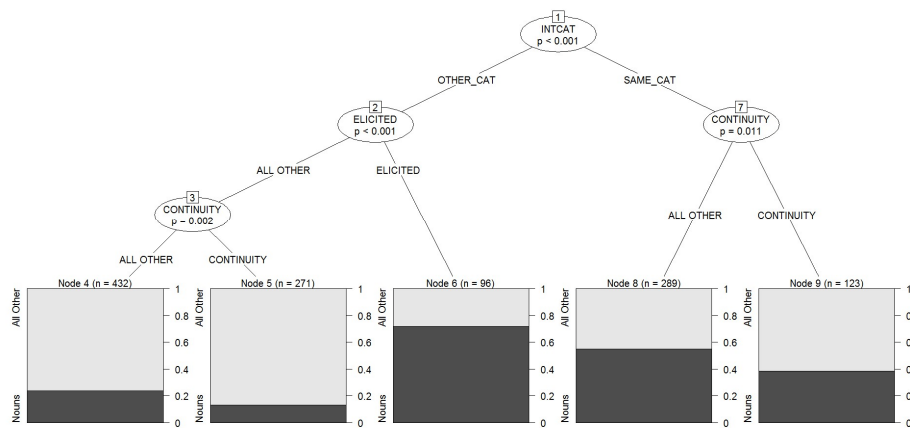 1
INTCAT
p < 0.001
OTHER_CAT
SAME_CAT
2
ELICITED
p < 0.001
7
CONTINUITY
p = 0.011
ALL OTHER
ELICITED
3
CONTINUITY
p = 0.002
ALL OTHER
CONTINUITY
ALL OTHER
CONTINUITY
Node 4 (n = 432)
All Other
Nouns
1
0.8
0.6
0.4
0.2
0
Node 5 (n = 271)
All Other
Nouns
1
0.8
0.6
0.4
0.2
0
Node 6 (n = 96)
All Other
Nouns
1
0.8
0.6
0.4
0.2
0
Node 8 (n = 289)
All Other
Nouns
1
0.8
0.6
0.4
0.2
0
Node 9 (n = 123)
All Other
Nouns
1